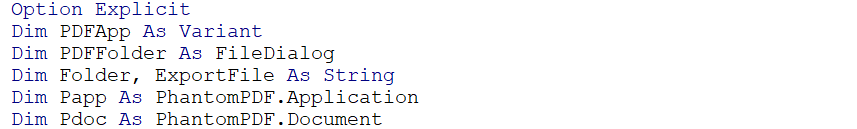 Option Explicit
Dim PDFApp As Variant
Dim PDFFolder As FileDialog
Dim Folder, ExportFile As String
Dim Papp As PhantomPDF.Application
Dim Pdoc As PhantomPDF.Document